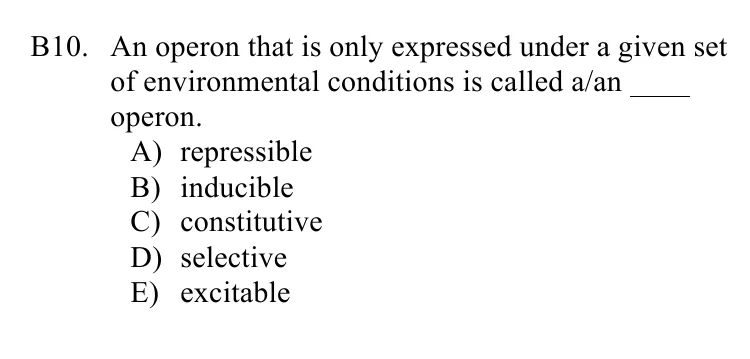 B10. An operon that is only expressed under a given set
of environmental conditions is called a/an ____
operon.
A) repressible
B) inducible
C) constitutive
D) selective
E) excitable